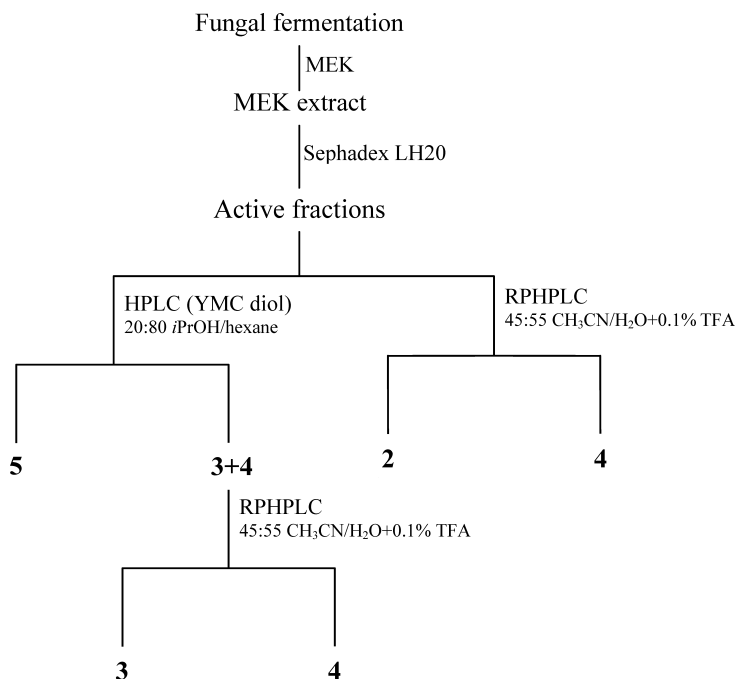 Fungal fermentation
MEK
MEK extract
Sephadex LH20
Active fractions
HPLC (YMC diol)
20:80 iPrOH/hexane
RPHPLC
45:55 CH₃CN/H₂O+0.1% TFA
5
3+4
2
4
RPHPLC
45:55 CH₃CN/H₂O+0.1% TFA
3
4